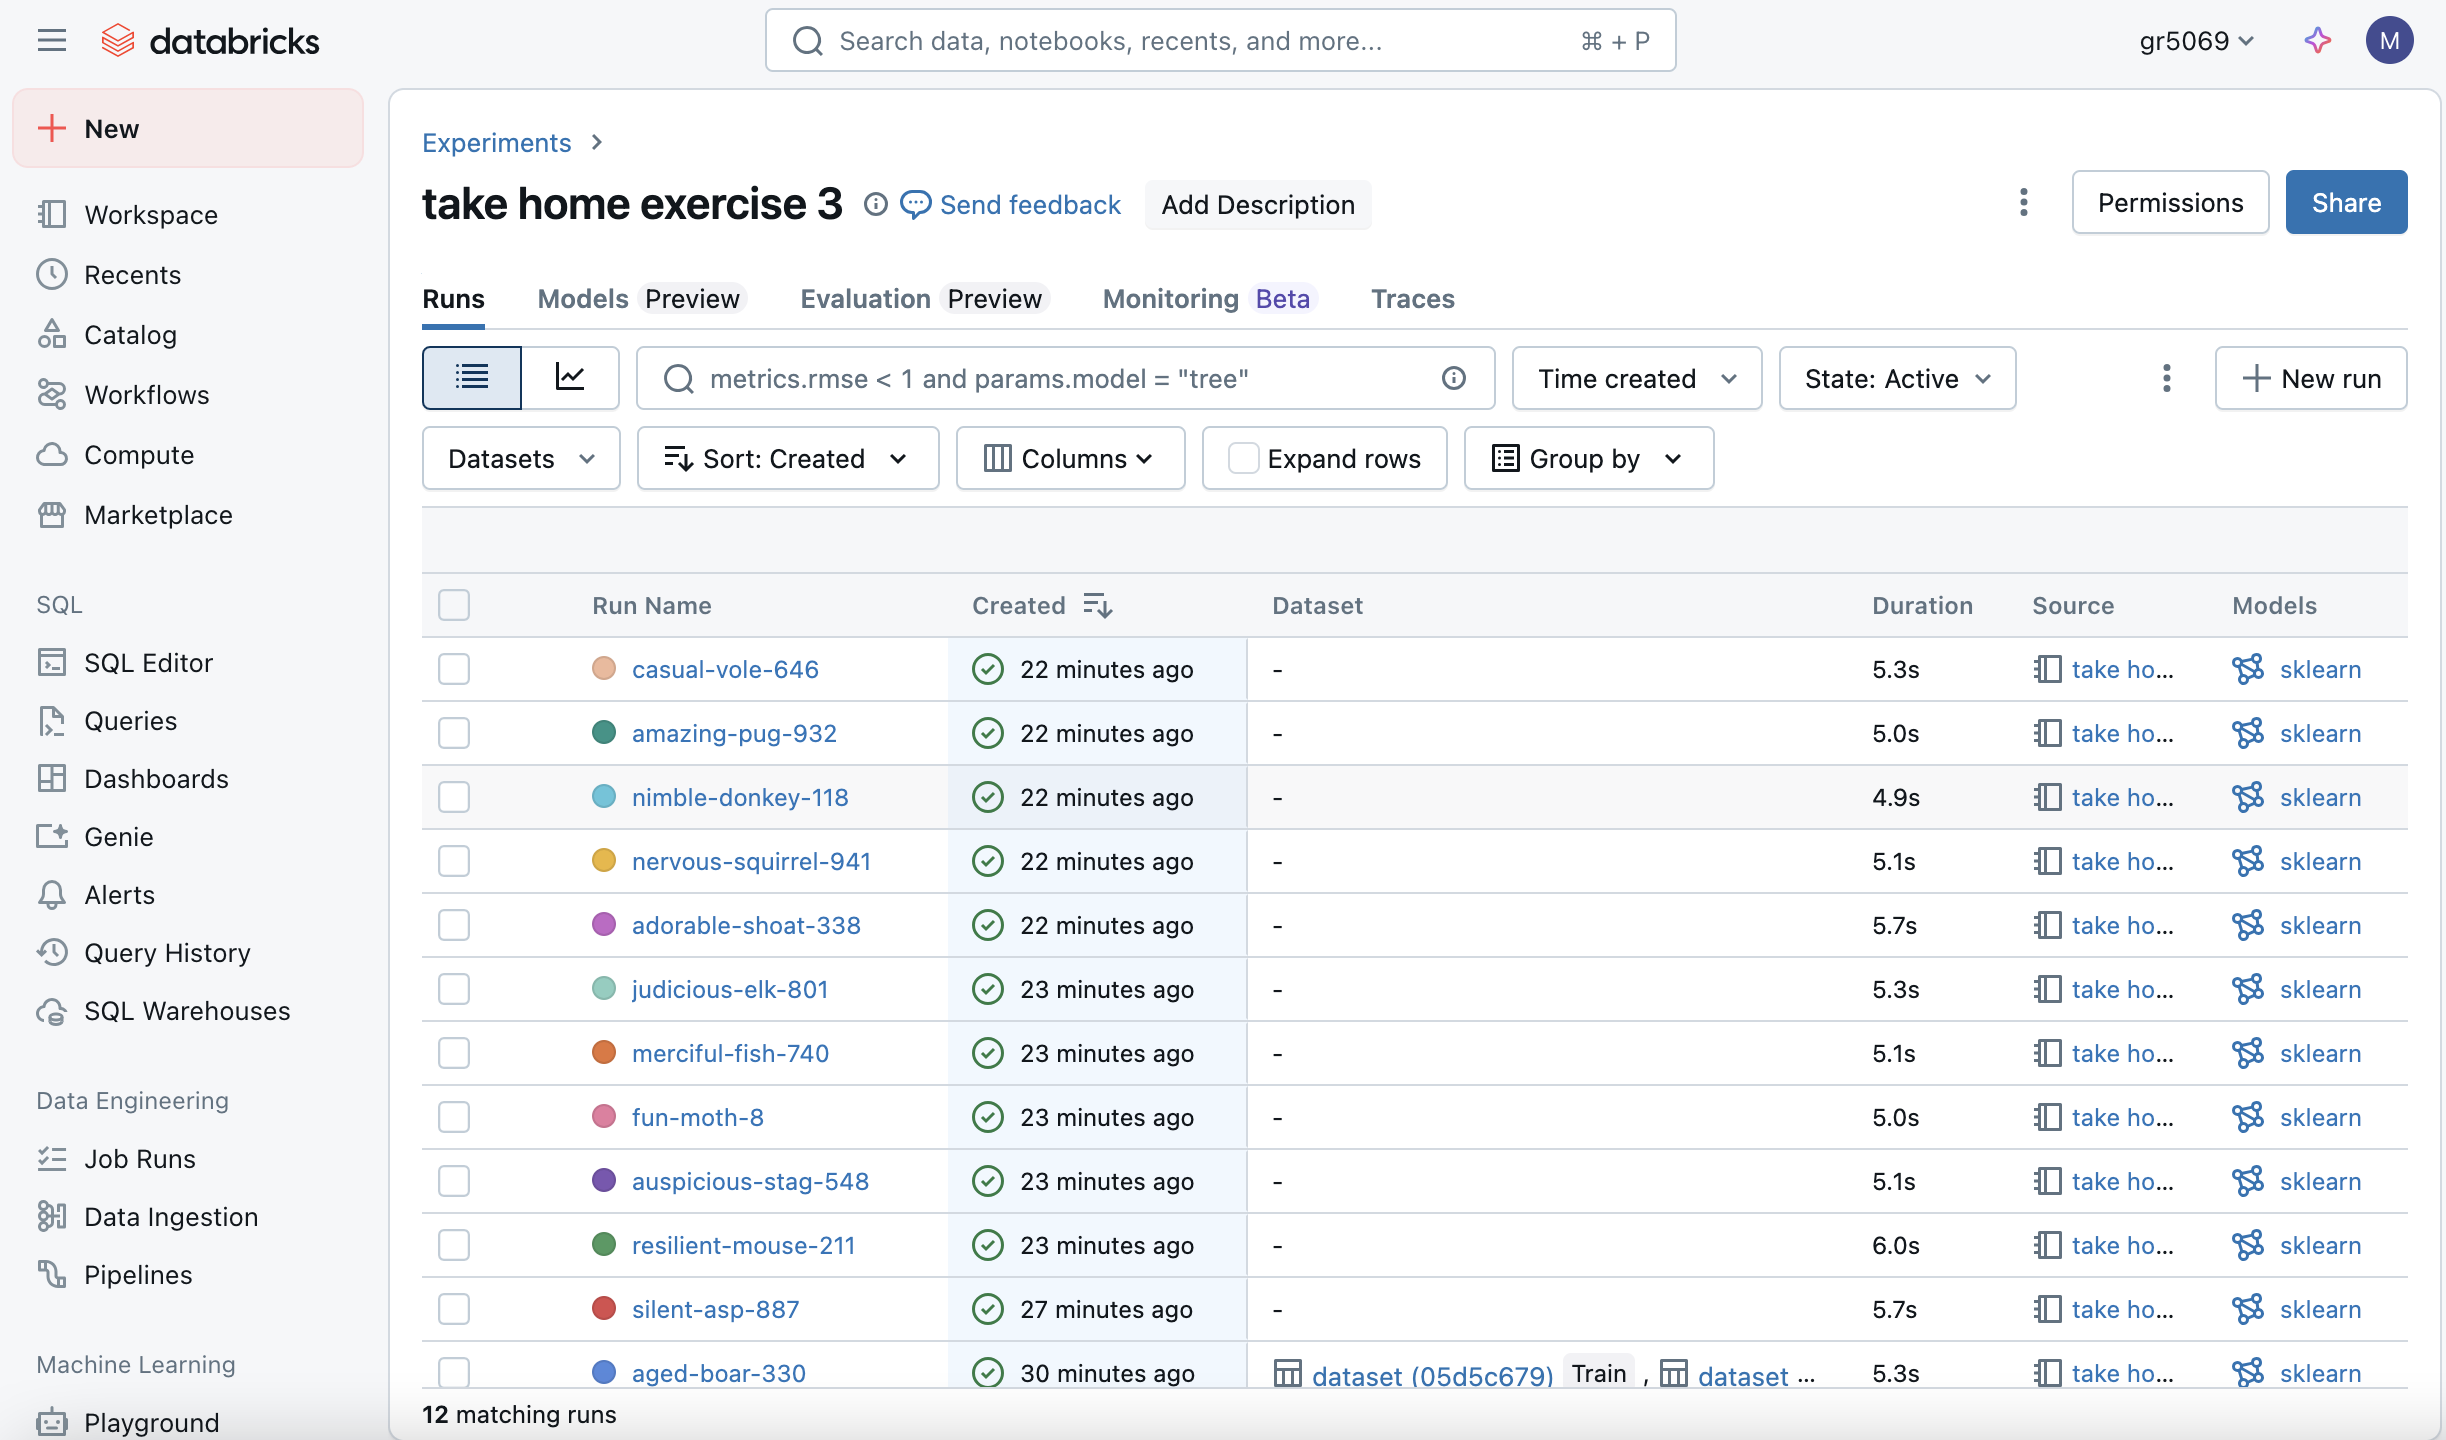 databricks
Search data, notebooks, recents, and more... ⌘ + P
gr5069
M
New
Workspace
Recents
Catalog
Workflows
Compute
Marketplace
SQL
SQL Editor
Queries
Dashboards
Genie
Alerts
Query History
SQL Warehouses
Data Engineering
Job Runs
Data Ingestion
Pipelines
Machine Learning
Playground
Experiments >
take home exercise 3 Send feedback Add Description
Permissions Share
Runs Models Preview Evaluation Preview Monitoring Beta Traces
metrics.rmse < 1 and params.model = "tree" Time created State: Active + New run
Datasets Sort: Created Columns Expand rows Group by
Run Name Created Dataset Duration Source Models
casual-vole-646 22 minutes ago - 5.3s take ho... sklearn
amazing-pug-932 22 minutes ago - 5.0s take ho... sklearn
nimble-donkey-118 22 minutes ago - 4.9s take ho... sklearn
nervous-squirrel-941 22 minutes ago - 5.1s take ho... sklearn
adorable-shoat-338 22 minutes ago - 5.7s take ho... sklearn
judicious-elk-801 23 minutes ago - 5.3s take ho... sklearn
merciful-fish-740 23 minutes ago - 5.1s take ho... sklearn
fun-moth-8 23 minutes ago - 5.0s take ho... sklearn
auspicious-stag-548 23 minutes ago - 5.1s take ho... sklearn
resilient-mouse-211 23 minutes ago - 6.0s take ho... sklearn
silent-asp-887 27 minutes ago - 5.7s take ho... sklearn
aged-boar-330 30 minutes ago dataset (05d5c679) Train , dataset ... 5.3s take ho... sklearn
12 matching runs